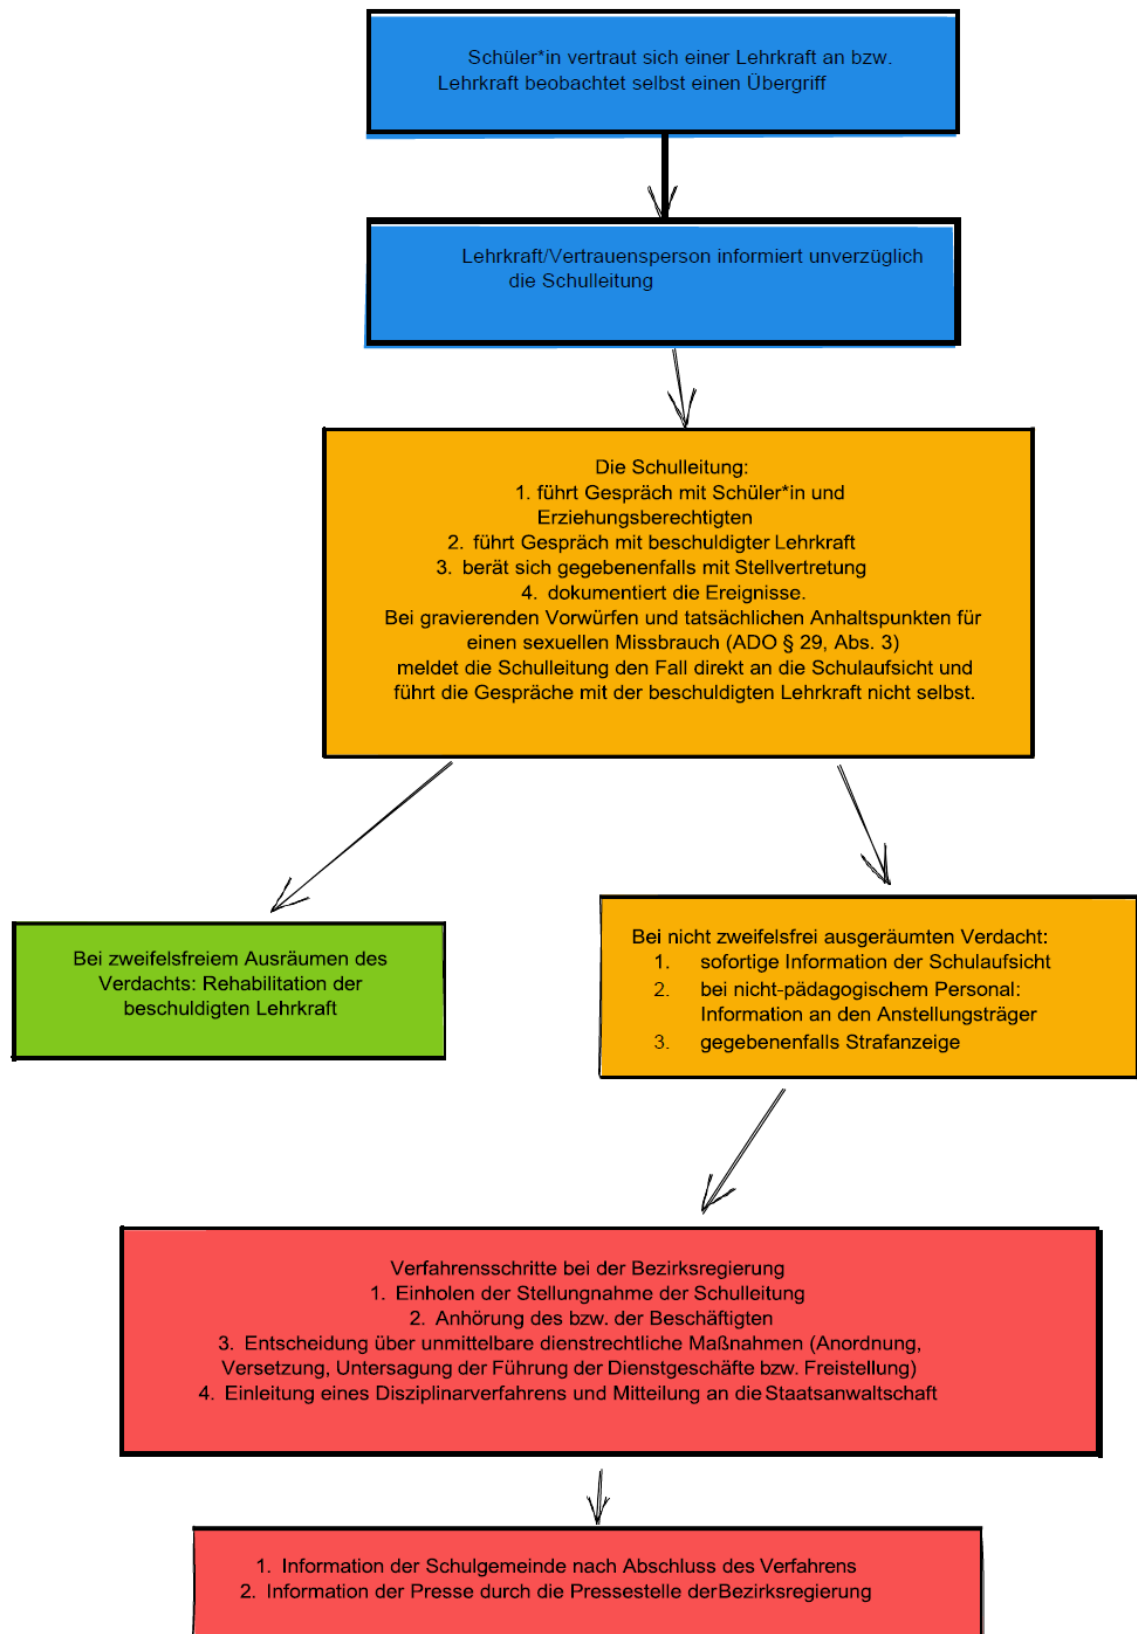 Schüler*in vertraut sich einer Lehrkraft an bzw.
Lehrkraft beobachtet selbst einen Übergriff
Lehrkraft/Vertrauensperson informiert unverzüglich
die Schulleitung
Die Schulleitung:
1. führt Gespräch mit Schüler*in und
Erziehungsberechtigten
2. führt Gespräch mit beschuldigter Lehrkraft
3. berät sich gegebenenfalls mit Stellvertretung
4. dokumentiert die Ereignisse.
Bei gravierenden Vorwürfen und tatsächlichen Anhaltspunkten für
einen sexuellen Missbrauch (ADO § 29, Abs. 3)
meldet die Schulleitung den Fall direkt an die Schulaufsicht und
führt die Gespräche mit der beschuldigten Lehrkraft nicht selbst.
Bei zweifelsfreiem Ausräumen des
Verdachts: Rehabilitation der
beschuldigten Lehrkraft
Bei nicht zweifelsfrei ausgeräumten Verdacht:
1. sofortige Information der Schulaufsicht
2. bei nicht-pädagogischem Personal:
Information an den Anstellungsträger
3. gegebenenfalls Strafanzeige
Verfahrensschritte bei der Bezirksregierung
1. Einholen der Stellungnahme der Schulleitung
2. Anhörung des bzw. der Beschäftigten
3. Entscheidung über unmittelbare dienstrechtliche Maßnahmen (Anordnung,
Versetzung, Untersagung der Führung der Dienstgeschäfte bzw. Freistellung)
4. Einleitung eines Disziplinarverfahrens und Mitteilung an die Staatsanwaltschaft
1. Information der Schulgemeinde nach Abschluss des Verfahrens
2. Information der Presse durch die Pressestelle der Bezirksregierung